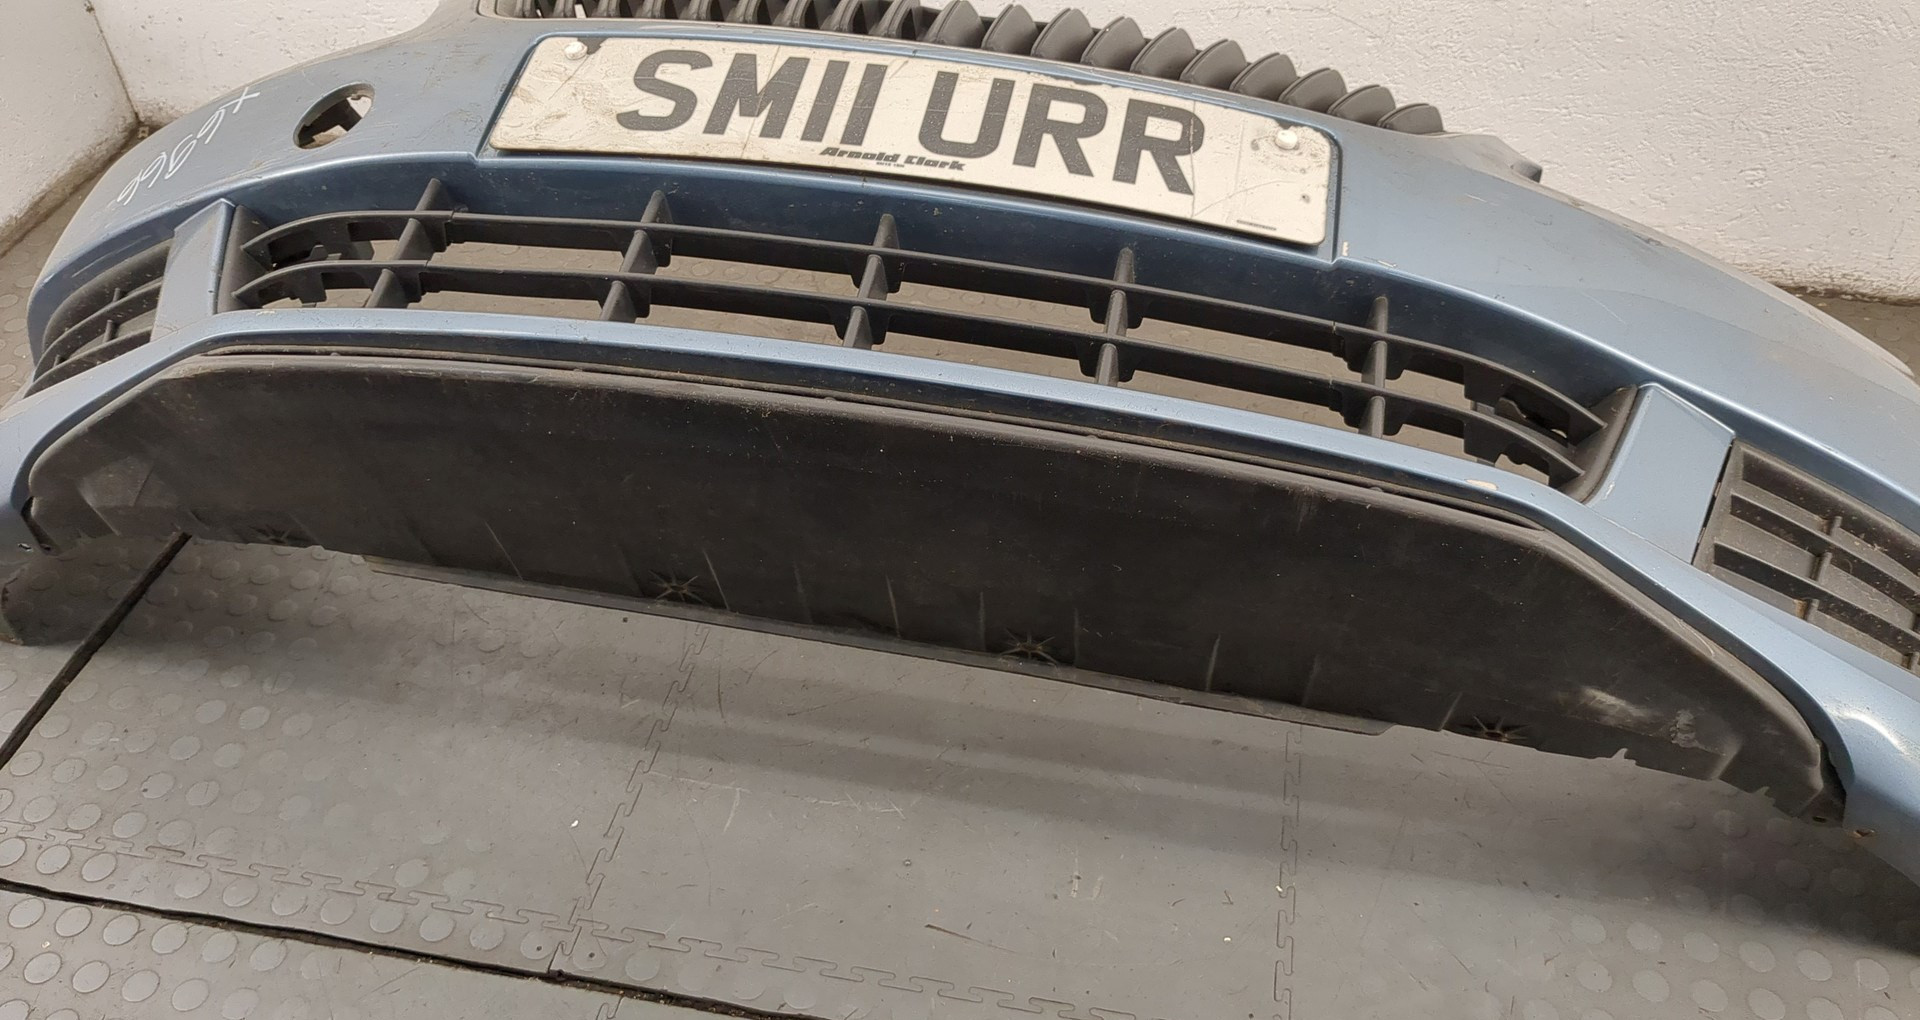 SM11 URR
Arnold Clark
X6966